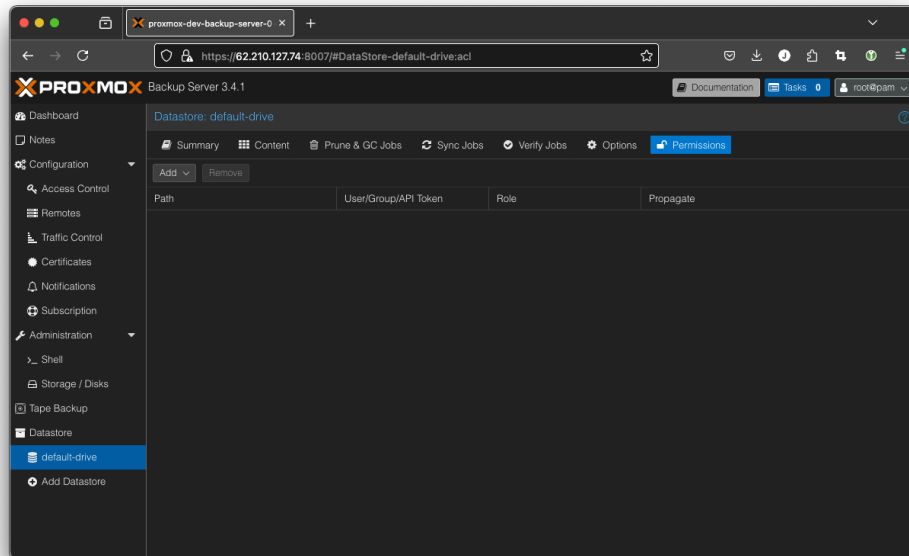 proxmox-dev-backup-server-0
https://62.210.127.74:8007/#DataStore-default-drive:acl
PROXMOX Backup Server 3.4.1
Documentation
Tasks 0
root@pam
Dashboard
Notes
Configuration
Access Control
Remotes
Traffic Control
Certificates
Notifications
Subscription
Administration
Shell
Storage / Disks
Tape Backup
Datastore
default-drive
Add Datastore
Datastore: default-drive
Summary Content Prune & GC Jobs Sync Jobs Verify Jobs Options Permissions
Add Remove
Path User/Group/API Token Role Propagate